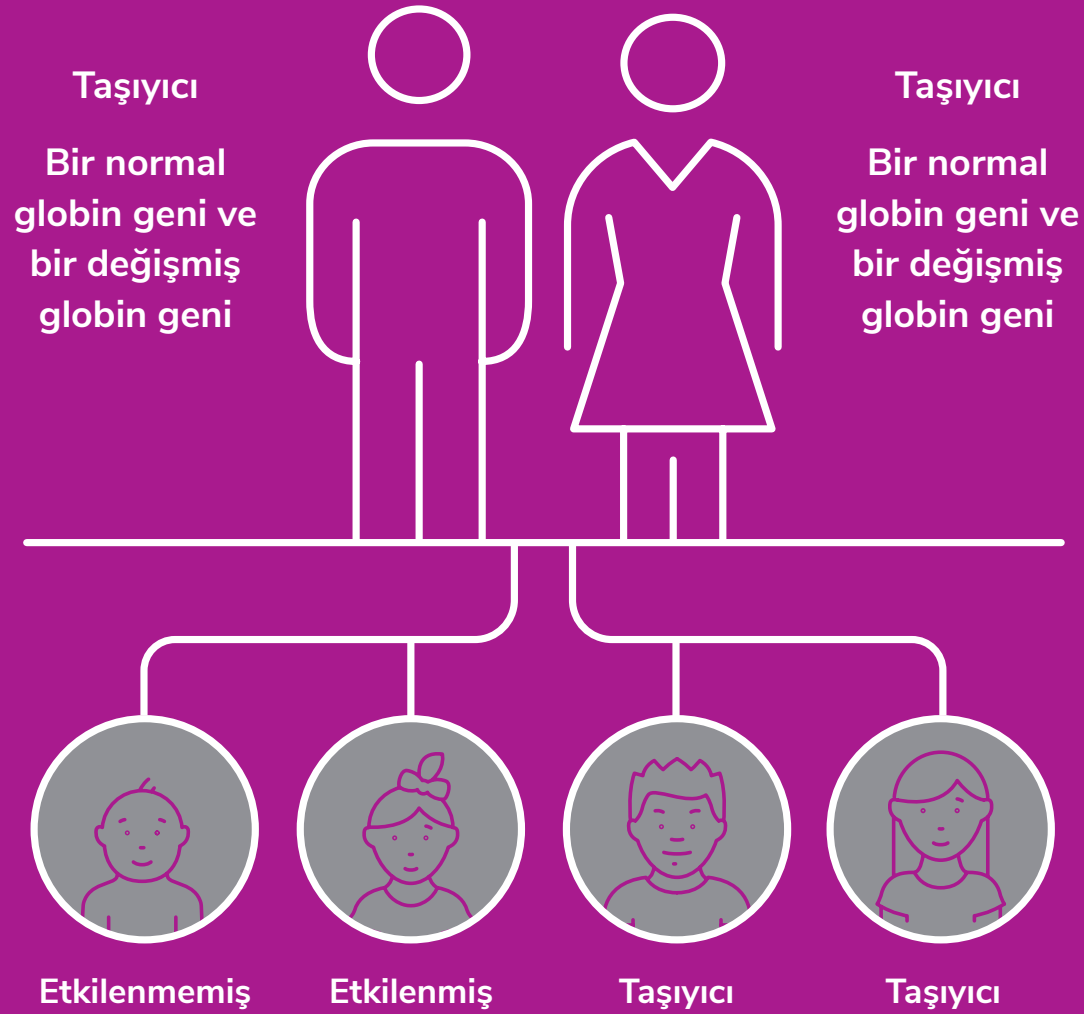 Taşıyıcı
Bir normal
globin geni ve
bir değişmiş
globin geni
Taşıyıcı
Bir normal
globin geni ve
bir değişmiş
globin geni
Etkilenmemiş
Etkilenmiş
Taşıyıcı
Taşıyıcı